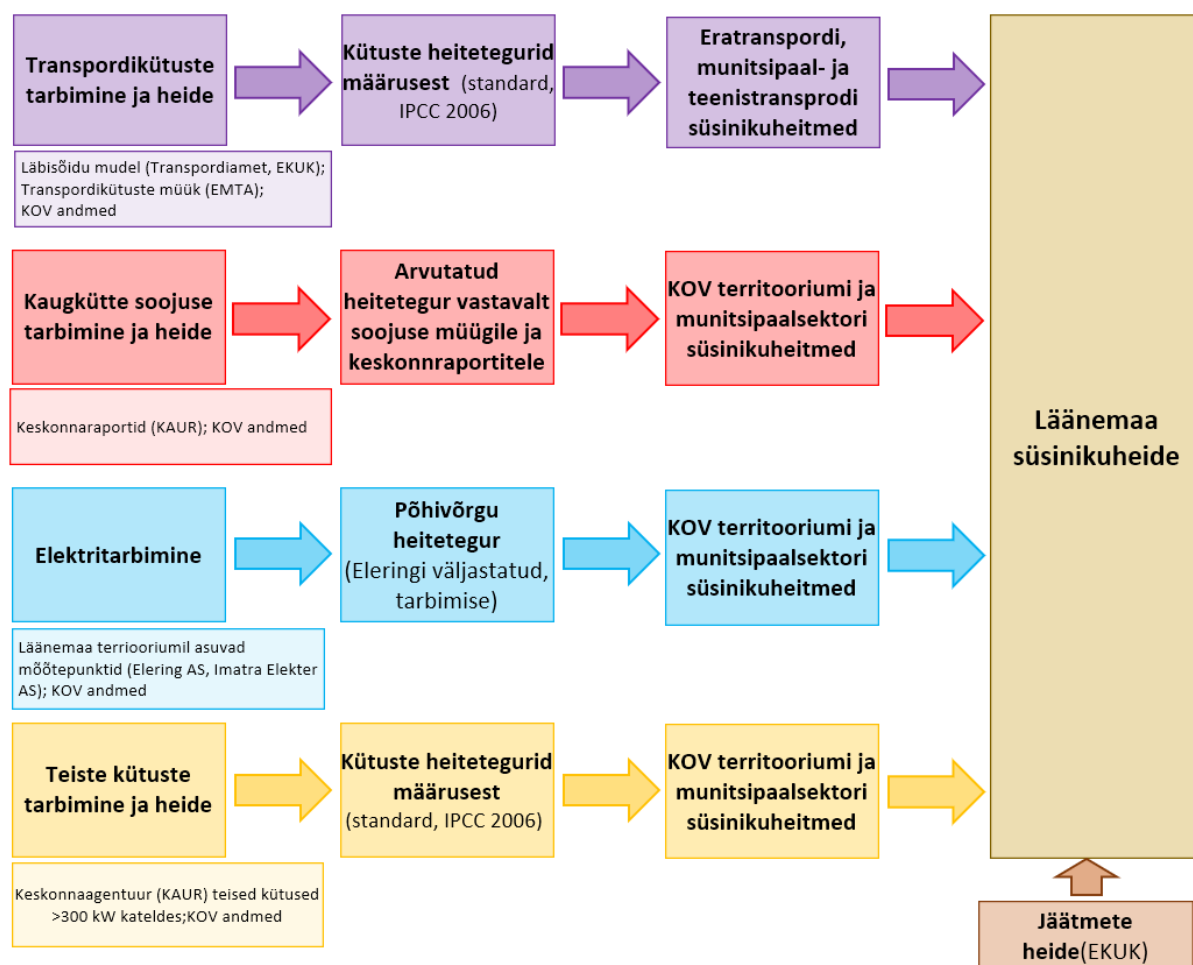 Transpordikütuste
tarbimine ja heide
Kütuste heitetegurid
määrusest (standard,
IPCC 2006)
Eratranspordi,
munitsipaal- ja
teenistransprodi
süsinikuheitmed
Läbisõidu mudel (Transpordiamet, EKUK);
Transpordikütuste müük (EMTA);
KOV andmed
Kaugkütte soojuse
tarbimine ja heide
Arvutatud
heitetegur vastavalt
soojuse müügile ja
keskonnraportitele
KOV territooriumi ja
munitsipaalsektori
süsinikuheitmed
Keskonnaraportid (KAUR); KOV andmed
Elektritarbimine
Põhivõrgu
heitetegur
(Eleringi väljastatud,
tarbimise)
KOV territooriumi ja
munitsipaalsektori
süsinikuheitmed
Läänemaa terriooriumil asuvad
mõõtepunktid (Elering AS, Imatra Elekter
AS); KOV andmed
Teiste kütuste
tarbimine ja heide
Kütuste heitetegurid
määrusest
(standard, IPCC 2006)
KOV territooriumi ja
munitsipaalsektori
süsinikuheitmed
Keskonnaagentuur (KAUR) teised kütused
>300 kW kateldes;KOV andmed
Läänemaa
süsinikuheide
Jäätmete
heide(EKUK)